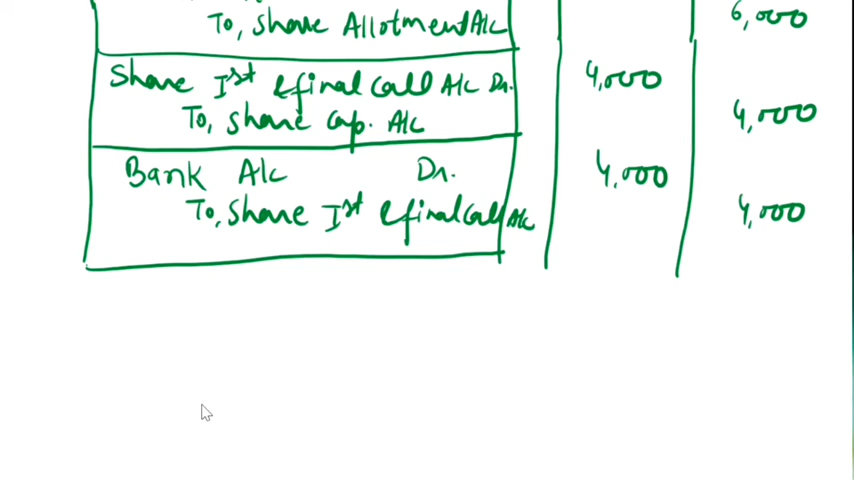 To, Share Allotment A/c 6,000
Share Ist & final Call A/c Dr. 4,000
To, Share Cap. A/c 4,000
Bank A/c Dr. 4,000
To, Share Ist & final Call A/c 4,000